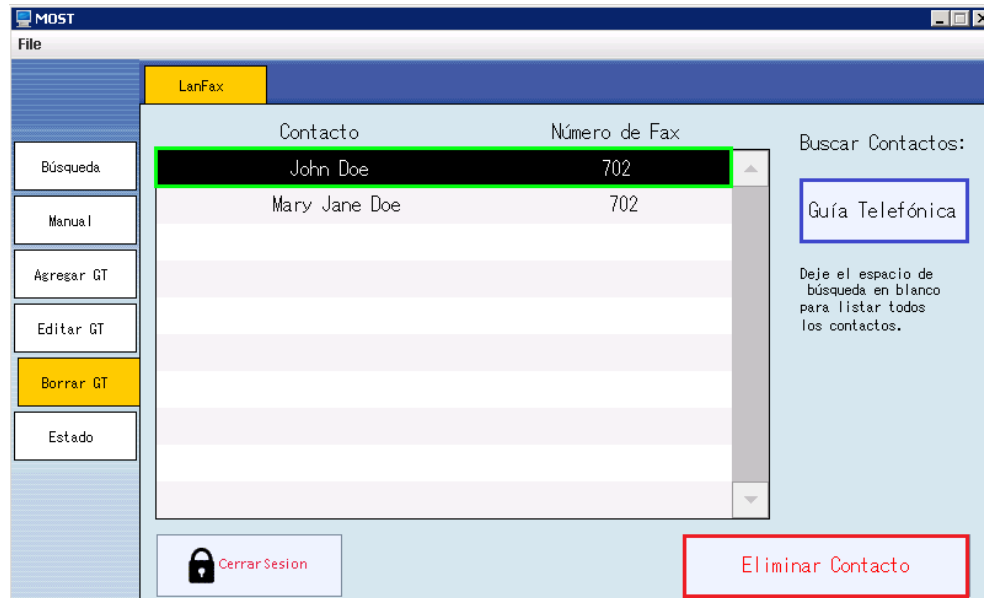 MOST
File
LanFax
Contacto Número de Fax
Buscar Contactos:
Búsqueda
John Doe 702
Mary Jane Doe 702
Guía Telefónica
Manual
Agregar GT
Deje el espacio de
búsqueda en blanco
para listar todos
los contactos.
Editar GT
Borrar GT
Estado
Cerrar Sesion
Eliminar Contacto